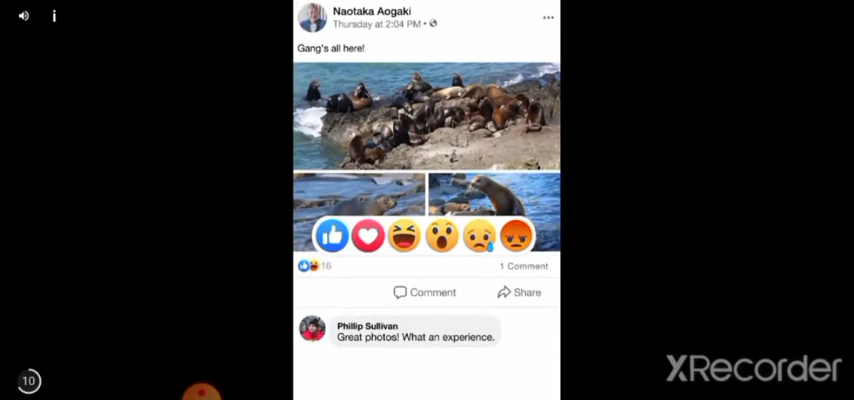 Naotaka Aogaki
Thursday at 2:04 PM •
Gang's all here!
16
1 Comment
Comment
Share
Phillip Sullivan
Great photos! What an experience.
10
XRecorder